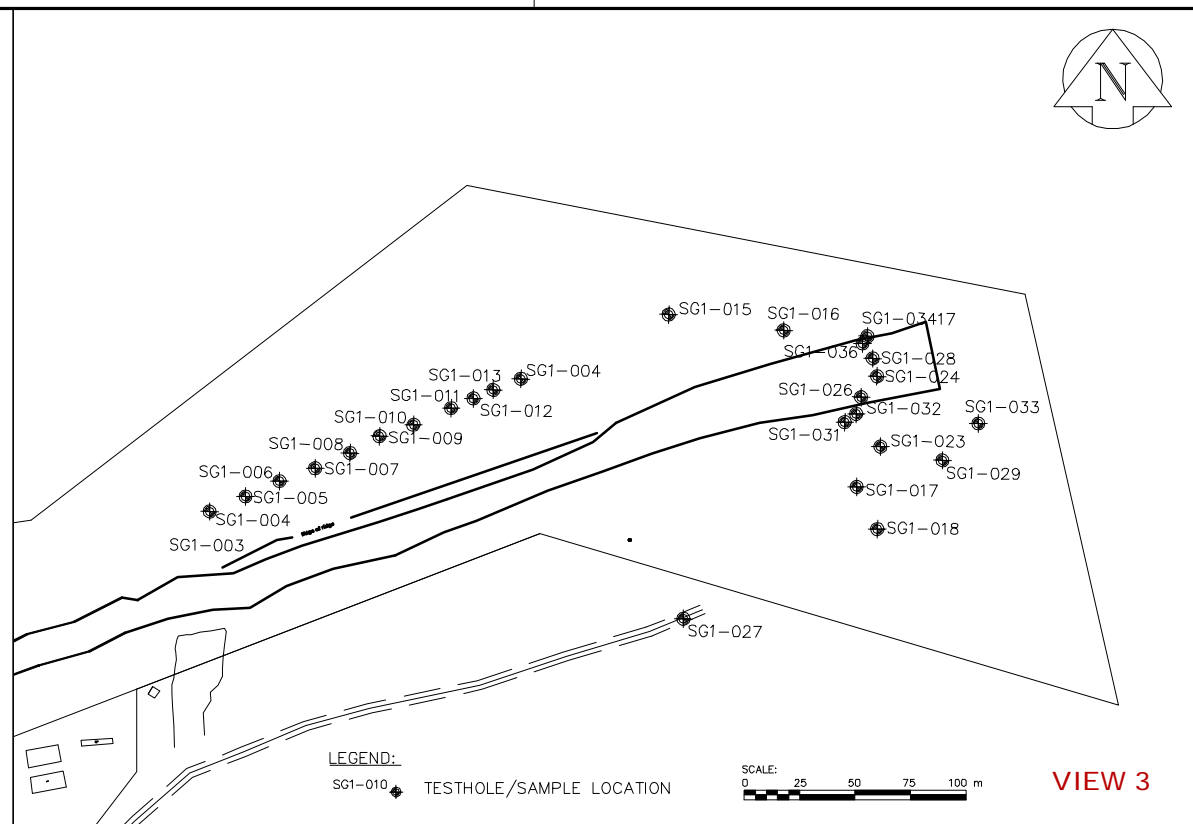 N
SG1-015
SG1-016
SG1-03417
SG1-036
SG1-028
SG1-013
SG1-004
SG1-024
SG1-011
SG1-026
SG1-012
SG1-010
SG1-032
SG1-033
SG1-009
SG1-031
SG1-008
SG1-023
SG1-007
SG1-029
SG1-006
SG1-017
SG1-005
SG1-004
SG1-018
SG1-003
Edge of ridge
SG1-027
LEGEND:
SG1-010 TESTHOLE/SAMPLE LOCATION
SCALE:
0 25 50 75 100 m
VIEW 3